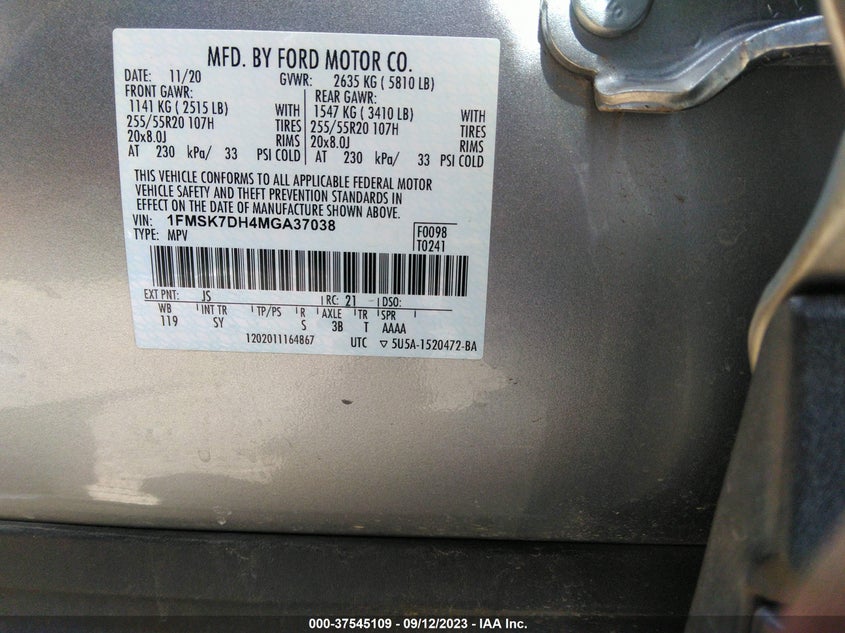 MFD. BY FORD MOTOR CO.
DATE: 11/20 GVWR: 2635 KG ( 5810 LB)
FRONT GAWR: REAR GAWR:
1141 KG ( 2515 LB) WITH 1547 KG ( 3410 LB) WITH
255/55R20 107H TIRES 255/55R20 107H TIRES
20x8.0J RIMS 20x8.0J RIMS
AT 230 kPa/ 33 PSI COLD AT 230 kPa/ 33 PSI COLD
THIS VEHICLE CONFORMS TO ALL APPLICABLE FEDERAL MOTOR
VEHICLE SAFETY AND THEFT PREVENTION STANDARDS IN
EFFECT ON THE DATE OF MANUFACTURE SHOWN ABOVE.
VIN: 1FMSK7DH4MGA37038 F0098
TYPE: MPV T0241
EXT PNT: JS RC: 21 DSO:
WB INT TR TP/PS R AXLE TR SPR
119 SY S 3B T AAAA
1202011164867 UTC ▽ 5U5A-1520472-BA
000-37545109 - 09/12/2023 - IAA Inc.